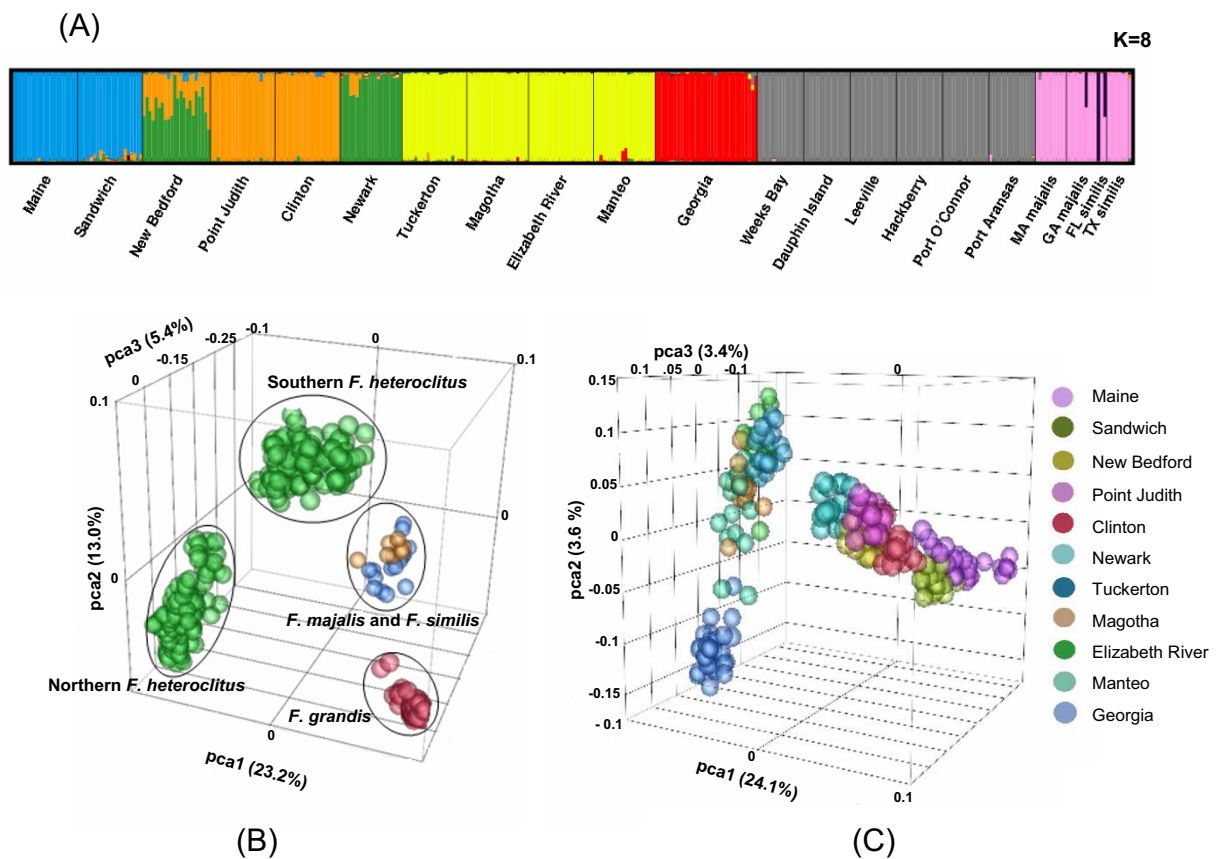 (A)
K=8
Maine
Sandwich
New Bedford
Point Judith
Clinton
Newark
Tuckerton
Magotha
Elizabeth River
Manteo
Georgia
Weeks Bay
Dauphin Island
Leeville
Hackberry
Port O'Connor
Port Aransas
MA majalis
GA majalis
FL similis
TX similis
pca3 (5.4%)
0
-0.15
-0.25
-0.1
0
0.1
0.1
0
pca2 (13.0%)
0
0
pca1 (23.2%)
Southern F. heteroclitus
F. majalis and F. similis
Northern F. heteroclitus
F. grandis
(B)
pca3 (3.4%)
0.1 .05 0 -0.1
0
0.15
0.1
0.05
0
-0.05
-0.1
-0.15
- 0.1
pca2 (3.6 %)
0
pca1 (24.1%)
0.1
Maine
Sandwich
New Bedford
Point Judith
Clinton
Newark
Tuckerton
Magotha
Elizabeth River
Manteo
Georgia
(C)